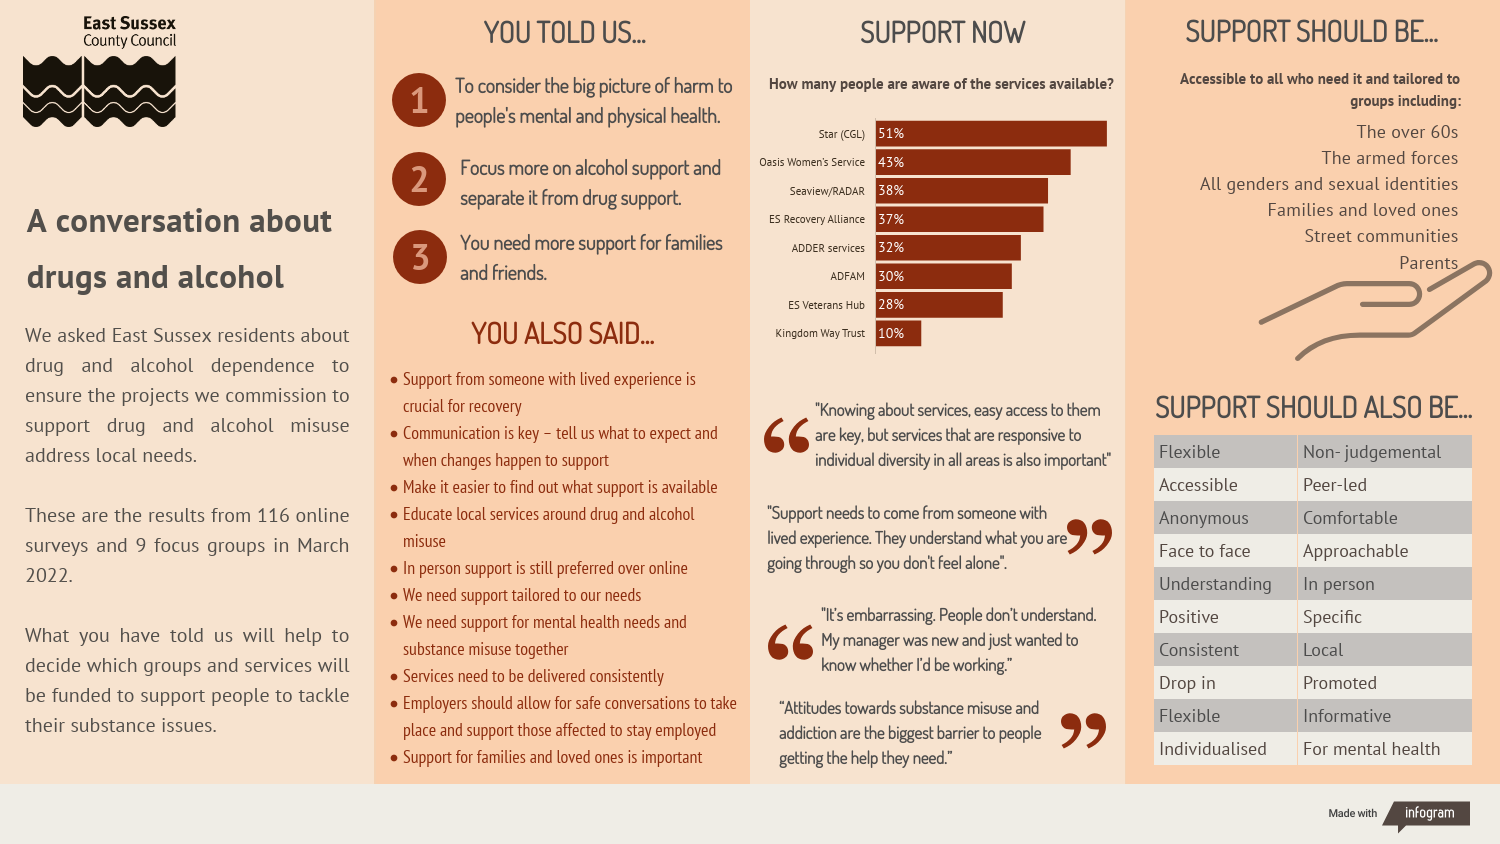 East Sussex
County Council
A conversation about
drugs and alcohol
We asked East Sussex residents about
drug and alcohol dependence to
ensure the projects we commission to
support drug and alcohol misuse
address local needs.
These are the results from 116 online
surveys and 9 focus groups in March
2022.
What you have told us will help to
decide which groups and services will
be funded to support people to tackle
their substance issues.
YOU TOLD US...
1
To consider the big picture of harm to
people's mental and physical health.
2
Focus more on alcohol support and
separate it from drug support.
3
You need more support for families
and friends.
YOU ALSO SAID...
● Support from someone with lived experience is
crucial for recovery
● Communication is key – tell us what to expect and
when changes happen to support
● Make it easier to find out what support is available
● Educate local services around drug and alcohol
misuse
● In person support is still preferred over online
● We need support tailored to our needs
● We need support for mental health needs and
substance misuse together
● Services need to be delivered consistently
● Employers should allow for safe conversations to take
place and support those affected to stay employed
● Support for families and loved ones is important
SUPPORT NOW
How many people are aware of the services available?
Star (CGL) 51%
Oasis Women's Service 43%
Seaview/RADAR 38%
ES Recovery Alliance 37%
ADDER services 32%
ADFAM 30%
ES Veterans Hub 28%
Kingdom Way Trust 10%
"Knowing about services, easy access to them
are key, but services that are responsive to
individual diversity in all areas is also important"
"Support needs to come from someone with
lived experience. They understand what you are
going through so you don't feel alone".
"It’s embarrassing. People don’t understand.
My manager was new and just wanted to
know whether I’d be working.”
“Attitudes towards substance misuse and
addiction are the biggest barrier to people
getting the help they need.”
SUPPORT SHOULD BE...
Accessible to all who need it and tailored to
groups including:
The over 60s
The armed forces
All genders and sexual identities
Families and loved ones
Street communities
Parents
SUPPORT SHOULD ALSO BE...
Flexible Non- judgemental
Accessible Peer-led
Anonymous Comfortable
Face to face Approachable
Understanding In person
Positive Specific
Consistent Local
Drop in Promoted
Flexible Informative
Individualised For mental health
Made with infogram